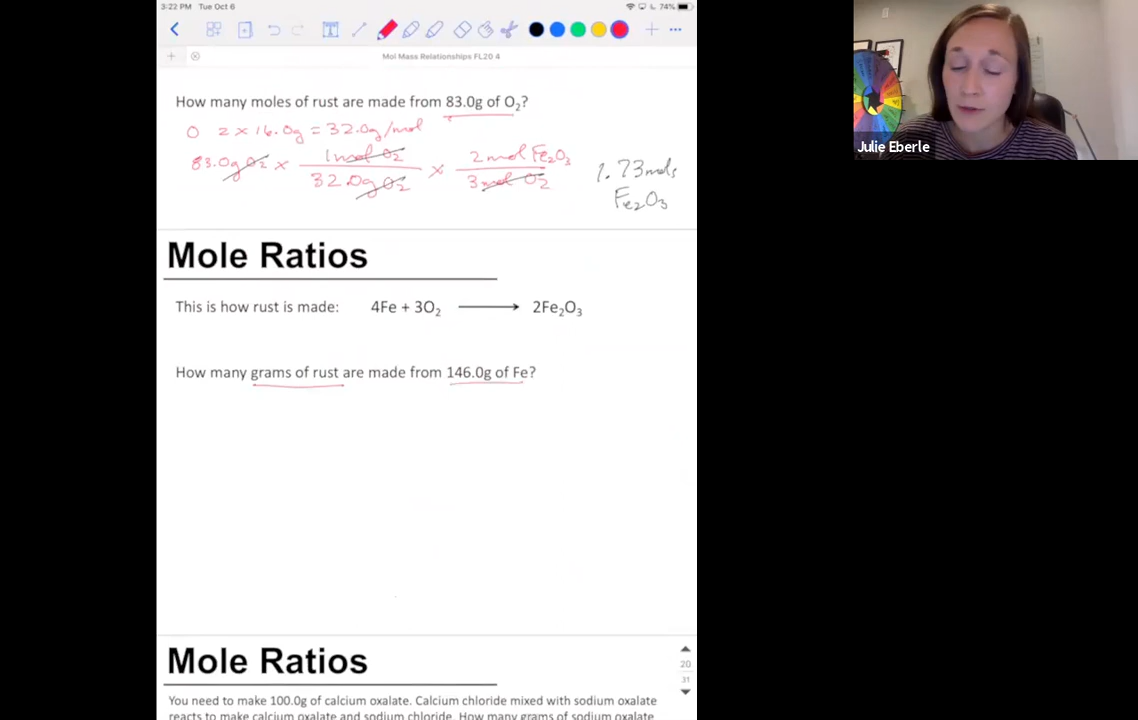 3:22 PM Tue Oct 6
74%
Mol Mass Relationships FL20 4
How many moles of rust are made from 83.0g of O₂?
O 2 × 16.0g = 32.0g/mol
83.0g O₂ × 1 mol O₂ / 32.0g O₂ × 2 mol Fe₂O₃ / 3 mol O₂
1.73 mols
Fe₂O₃
Mole Ratios
This is how rust is made: 4Fe + 3O₂ ⟶ 2Fe₂O₃
How many grams of rust are made from 146.0g of Fe?
Mole Ratios
20
31
You need to make 100.0g of calcium oxalate. Calcium chloride mixed with sodium oxalate
reacts to make calcium oxalate and sodium chloride. How many grams of sodium oxalate
Julie Eberle